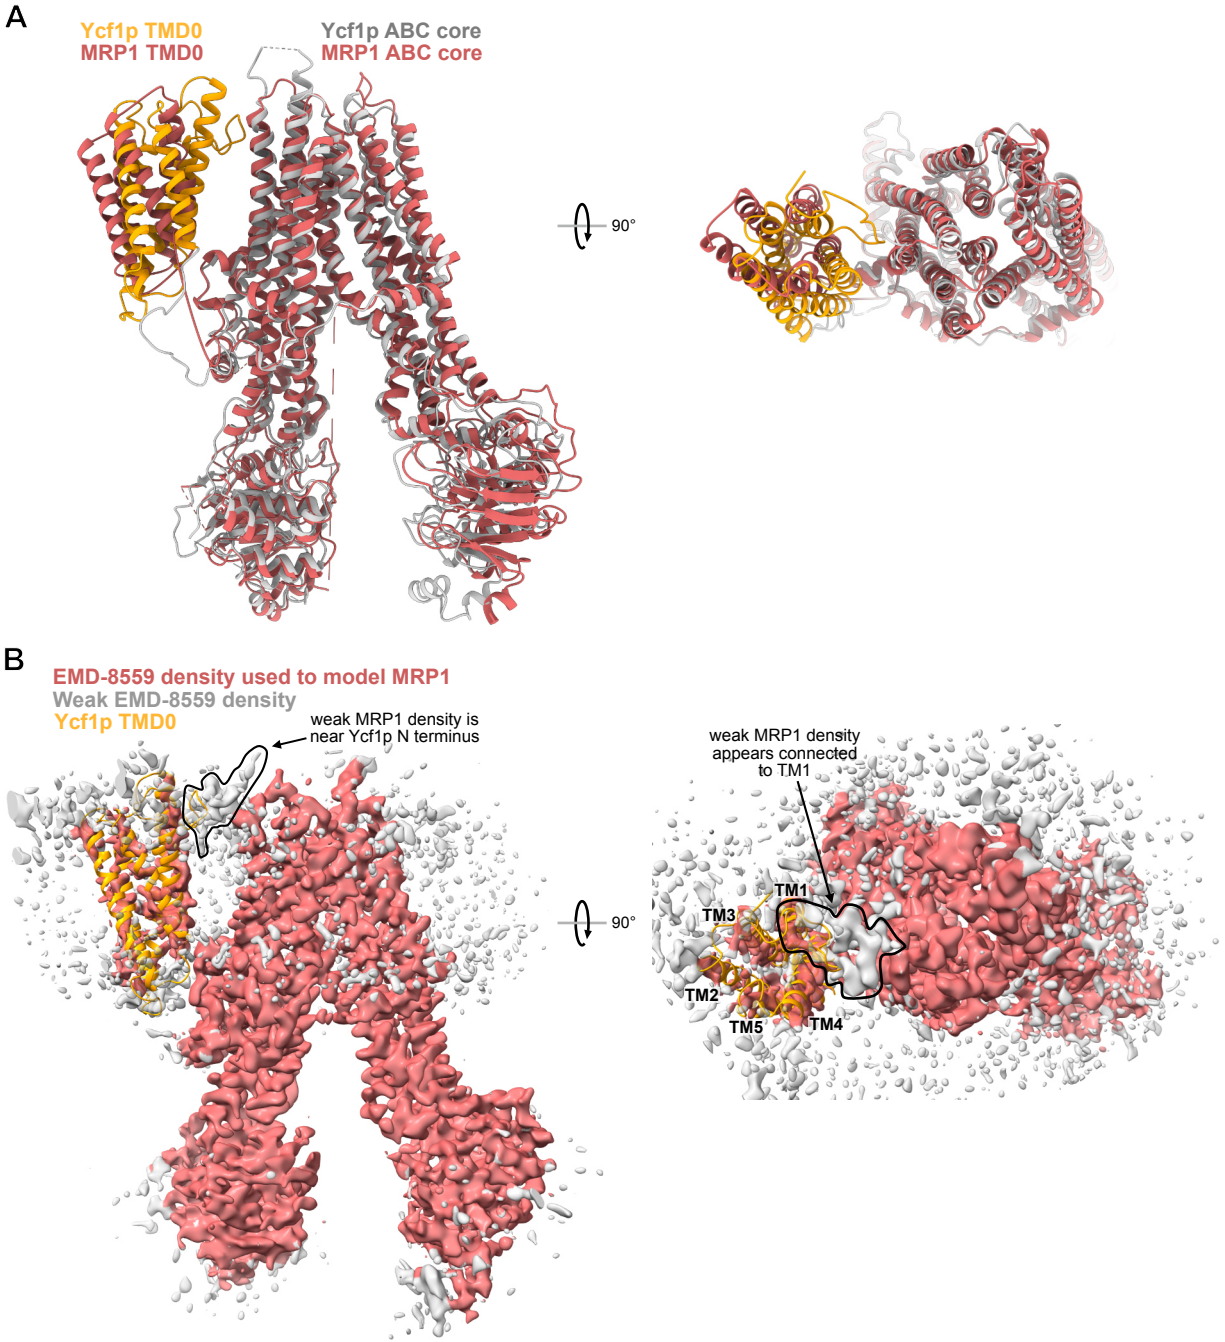 A
Ycf1p TMD0
MRP1 TMD0
Ycf1p ABC core
MRP1 ABC core
90°
B
EMD-8559 density used to model MRP1
Weak EMD-8559 density
Ycf1p TMD0
weak MRP1 density is
near Ycf1p N terminus
weak MRP1 density
appears connected
to TM1
90°
TM1
TM3
TM2
TM5
TM4